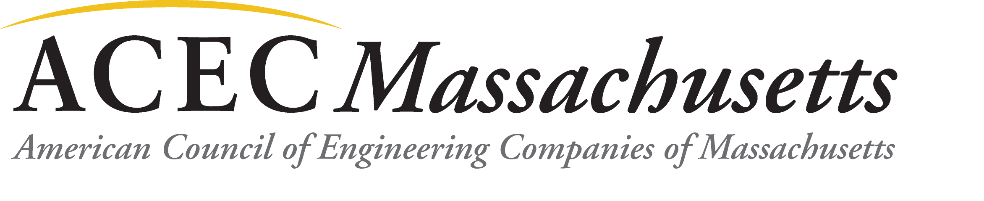 ACEC Massachusetts
American Council of Engineering Companies of Massachusetts